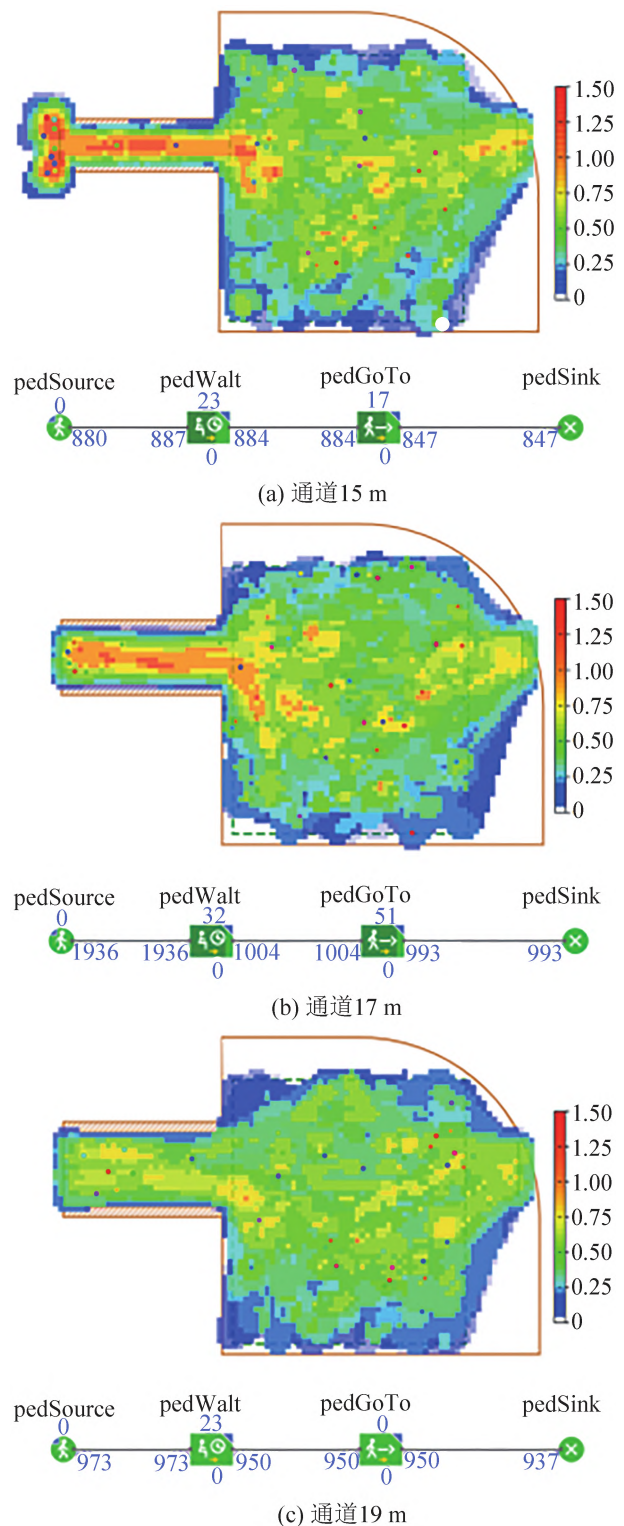 1.50
1.25
1.00
0.75
0.50
0.25
0
pedSource pedWalt pedGoTo pedSink
0 23 17
880 887 884 884 847 847
0 0
(a) 通道15 m
1.50
1.25
1.00
0.75
0.50
0.25
0
pedSource pedWalt pedGoTo pedSink
0 32 51
1936 1936 1004 1004 993 993
0 0
(b) 通道17 m
1.50
1.25
1.00
0.75
0.50
0.25
0
pedSource pedWalt pedGoTo pedSink
0 23 0
973 973 950 950 950 937
0 0
(c) 通道19 m